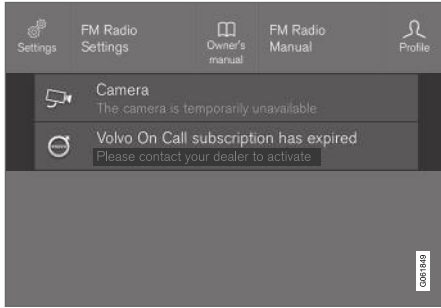 Settings
FM Radio
Settings
Owner's
manual
FM Radio
Manual
Profile
Camera
The camera is temporarily unavailable
Volvo On Call subscription has expired
Please contact your dealer to activate
G061849